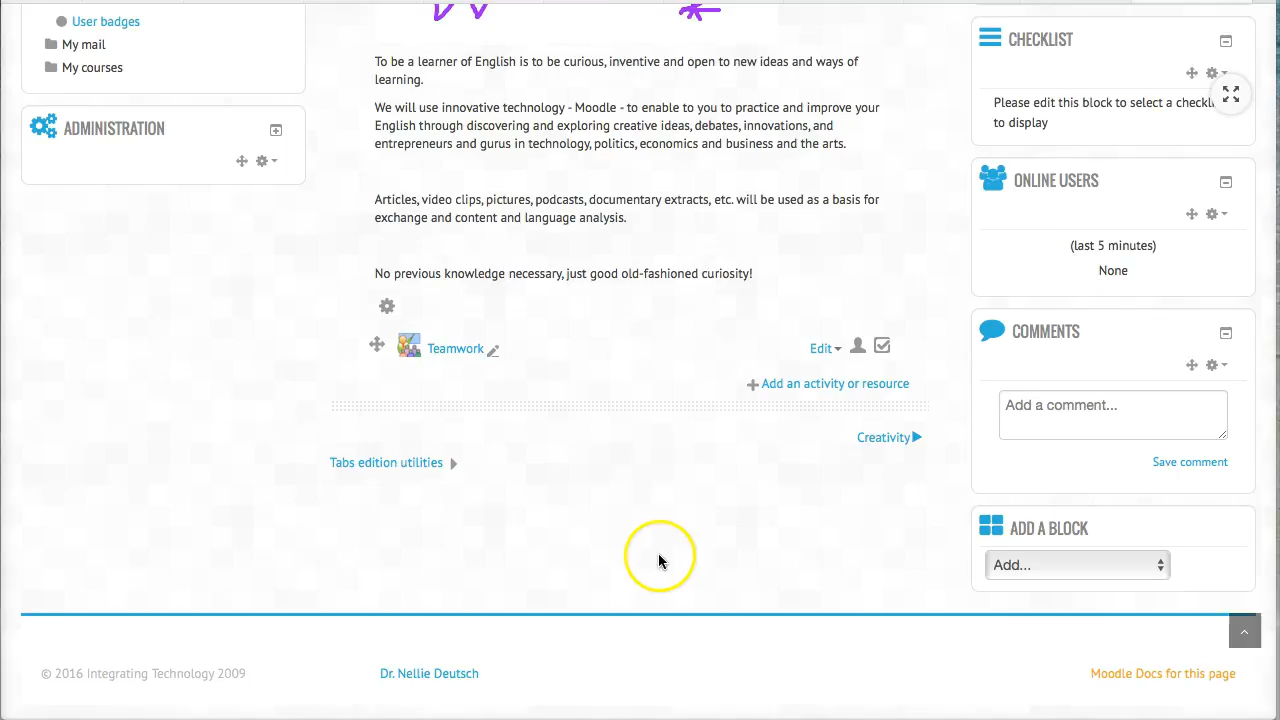 User badges
My mail
My courses
ADMINISTRATION
To be a learner of English is to be curious, inventive and open to new ideas and ways of
learning.
We will use innovative technology - Moodle - to enable to you to practice and improve your
English through discovering and exploring creative ideas, debates, innovations, and
entrepreneurs and gurus in technology, politics, economics and business and the arts.
Articles, video clips, pictures, podcasts, documentary extracts, etc. will be used as a basis for
exchange and content and language analysis.
No previous knowledge necessary, just good old-fashioned curiosity!
Teamwork
Edit
Add an activity or resource
Creativity
Tabs edition utilities
CHECKLIST
Please edit this block to select a
to display
ONLINE USERS
(last 5 minutes)
None
COMMENTS
Add a comment...
Save comment
ADD A BLOCK
Add...
© 2016 Integrating Technology 2009
Dr. Nellie Deutsch
Moodle Docs for this page